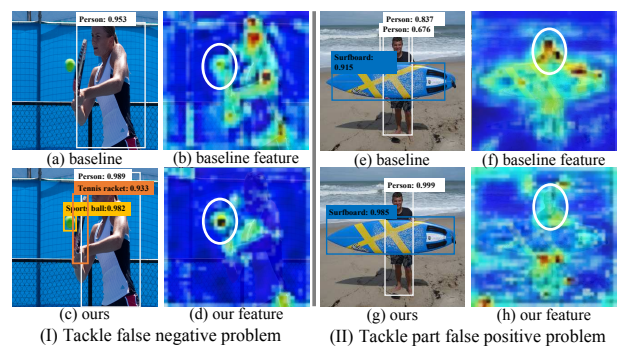 Person: 0.953
(a) baseline
(b) baseline feature
Person: 0.989
Tennis racket: 0.933
Sports ball:0.982
(c) ours
(d) our feature
(I) Tackle false negative problem
Person: 0.837
Person: 0.676
Surfboard:
0.915
(e) baseline
(f) baseline feature
Person: 0.999
Surfboard: 0.985
(g) ours
(h) our feature
(II) Tackle part false positive problem